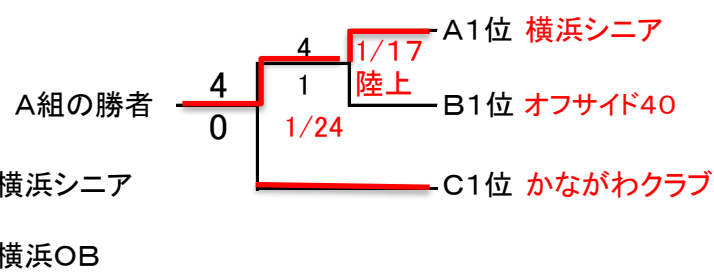 A1位 横浜シニア
4
1/17
陸上
4
1
A組の勝者
B1位 オフサイド40
0
1/24
横浜シニア
C1位 かながわクラブ
横浜OB